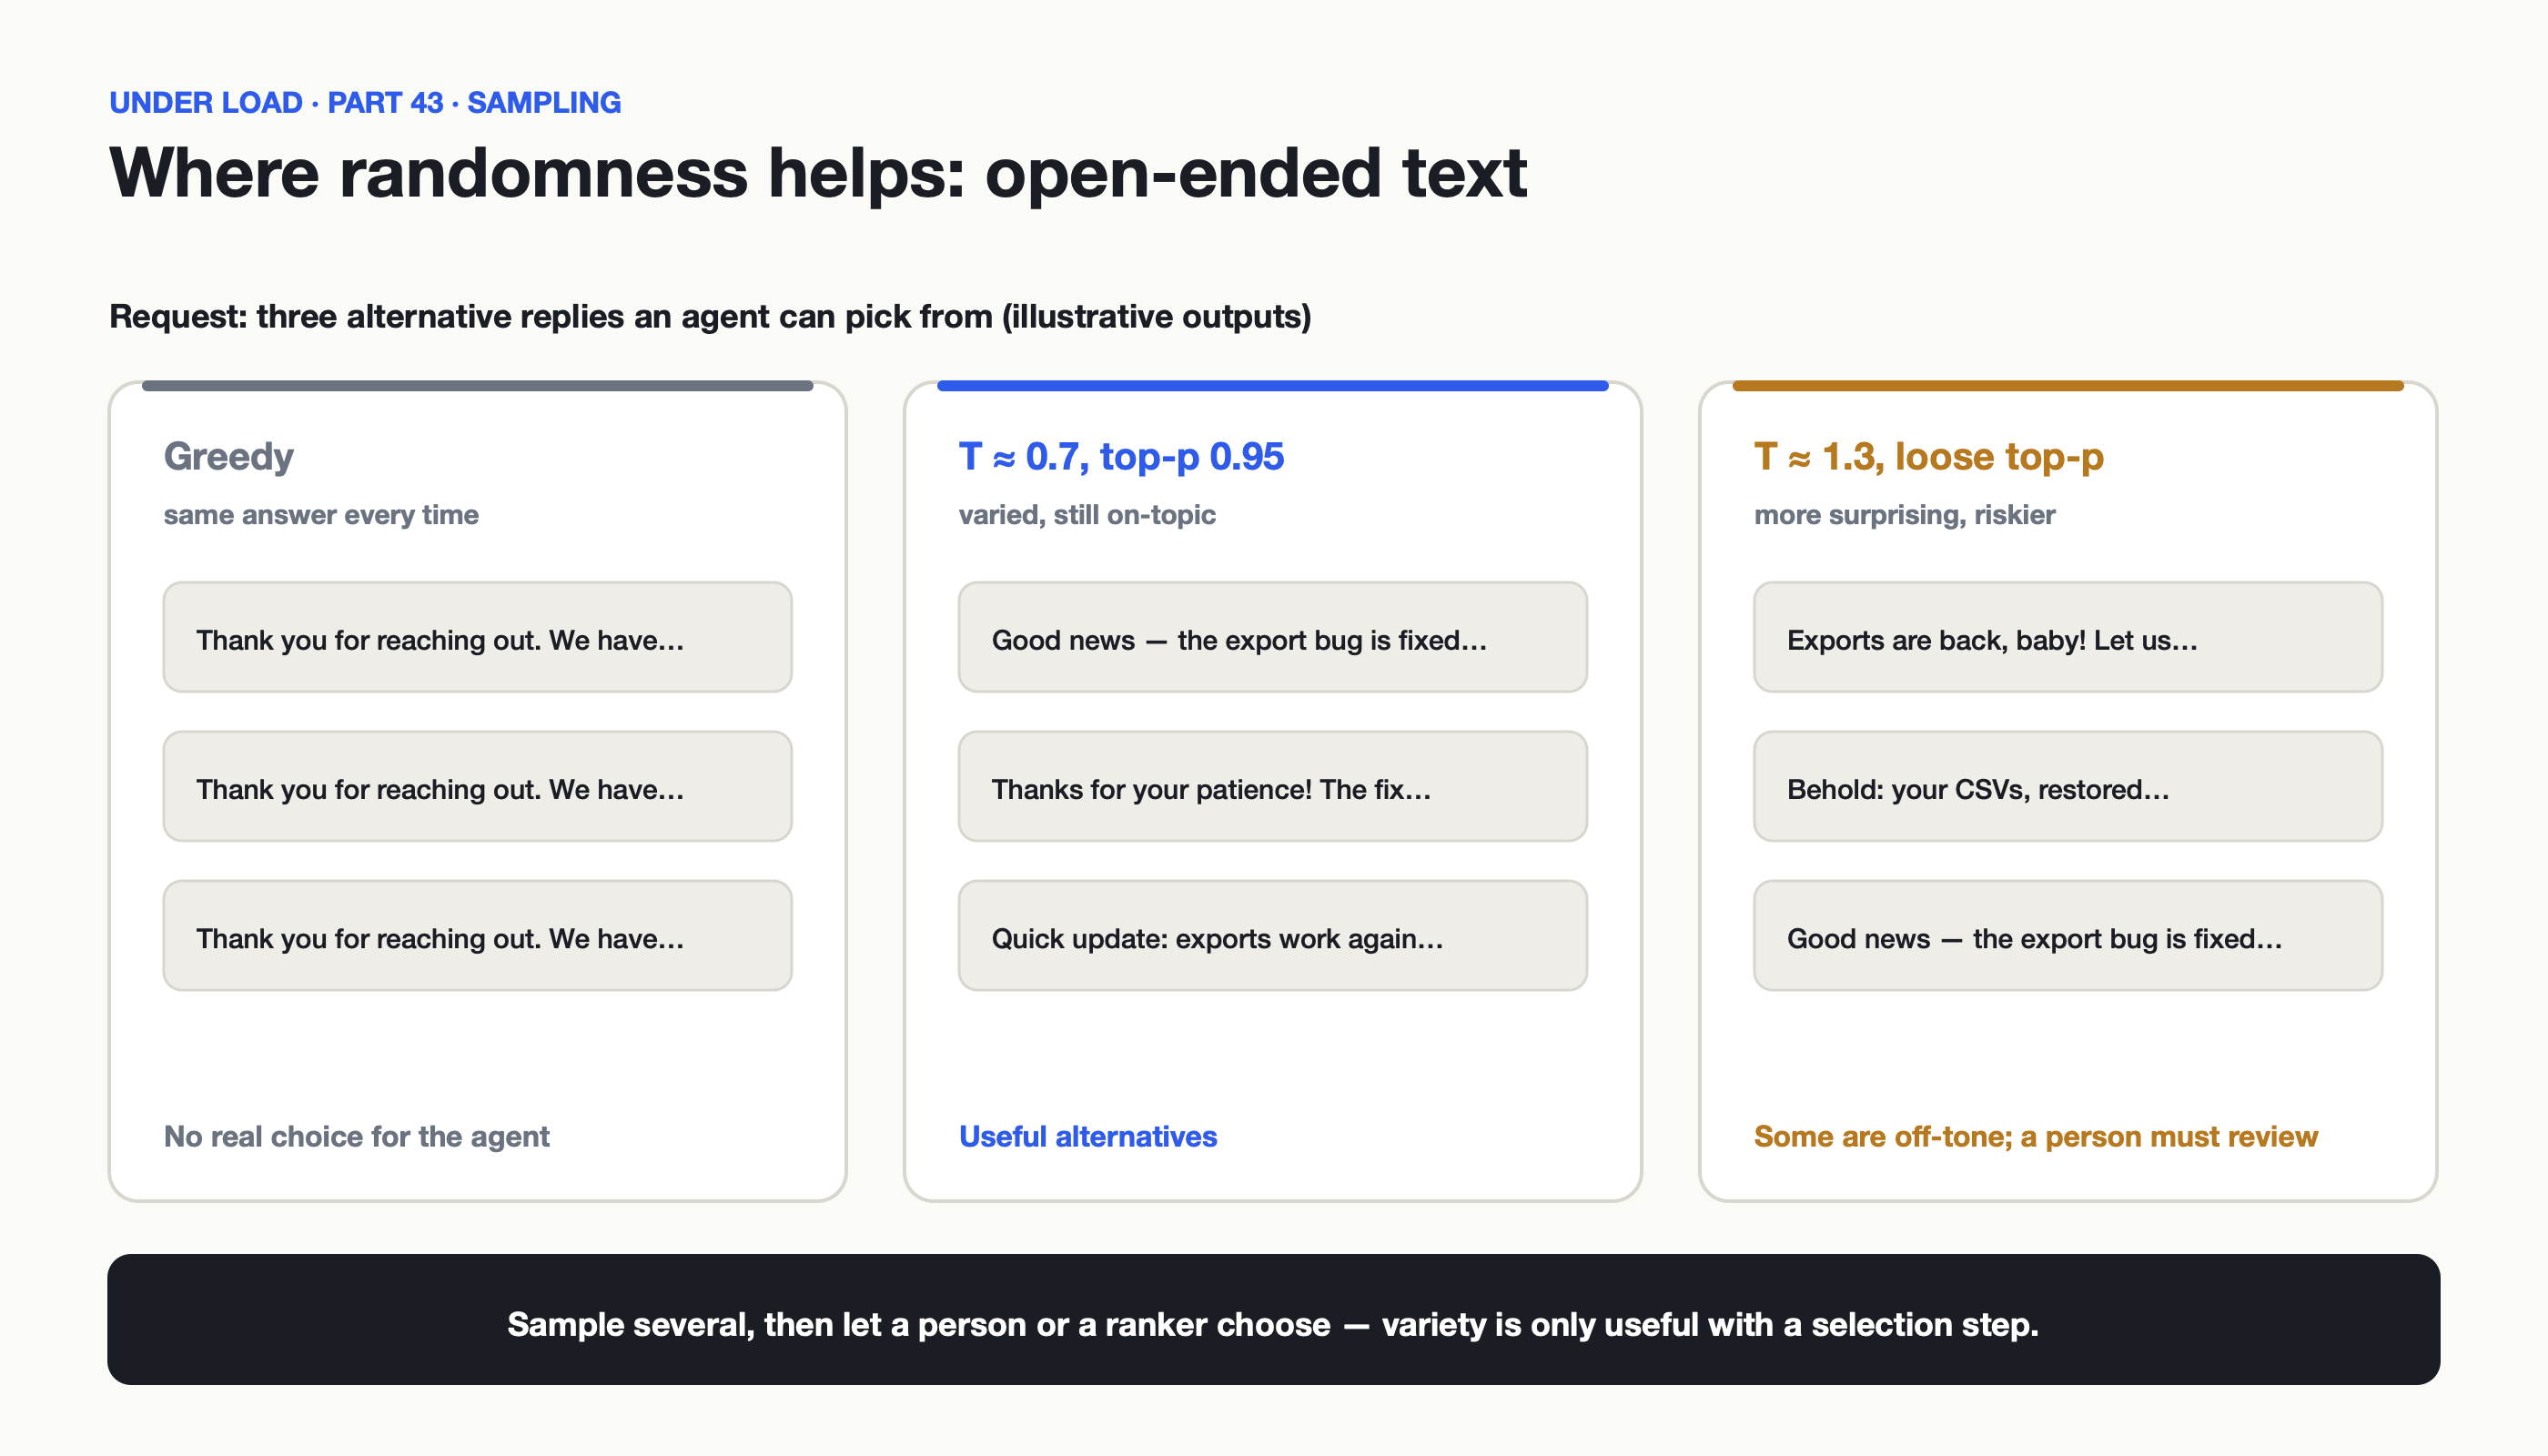 UNDER LOAD · PART 43 · SAMPLING
Where randomness helps: open-ended text
Request: three alternative replies an agent can pick from (illustrative outputs)
Greedy
same answer every time
Thank you for reaching out. We have…
Thank you for reaching out. We have…
Thank you for reaching out. We have…
No real choice for the agent
T ≈ 0.7, top-p 0.95
varied, still on-topic
Good news — the export bug is fixed…
Thanks for your patience! The fix…
Quick update: exports work again…
Useful alternatives
T ≈ 1.3, loose top-p
more surprising, riskier
Exports are back, baby! Let us…
Behold: your CSVs, restored…
Good news — the export bug is fixed…
Some are off-tone; a person must review
Sample several, then let a person or a ranker choose — variety is only useful with a selection step.